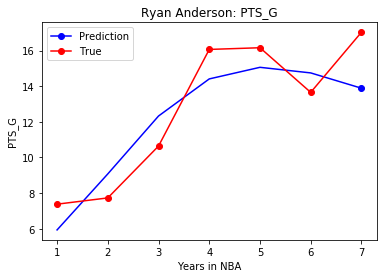 Ryan Anderson: PTS_G
Prediction
True
PTS_G
16
14
12
10
8
6
1 2 3 4 5 6 7
Years in NBA